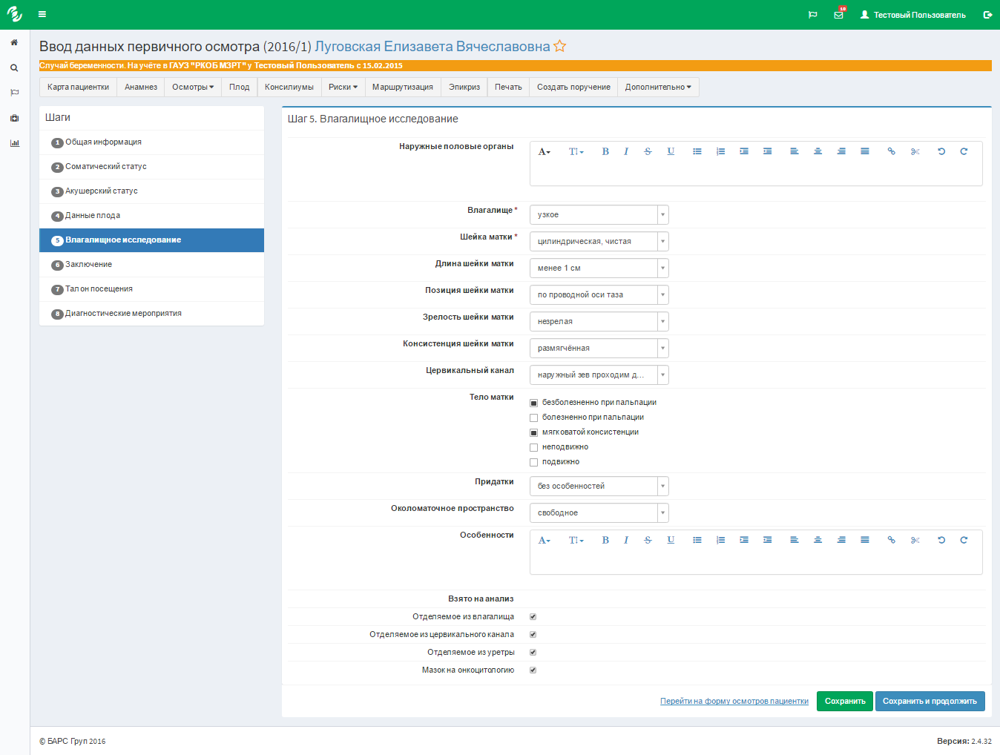 10
Тестовый Пользователь
Ввод данных первичного осмотра (2016/1) Луговская Елизавета Вячеславовна
Случай беременности. На учёте в ГАУЗ "РКОБ МЗРТ" у Тестовый Пользователь с 15.02.2015
Карта пациентки Анамнез Осмотры Плод Консилиумы Риски Маршрутизация Эпикриз Печать Создать поручение Дополнительно
Шаги
1 Общая информация
2 Соматический статус
3 Акушерский статус
4 Данные плода
5 Влагалищное исследование
6 Заключение
7 Талон посещения
8 Диагностические мероприятия
Шаг 5. Влагалищное исследование
Наружные половые органы
A T B I S U
Влагалище * узкое
Шейка матки * цилиндрическая, чистая
Длина шейки матки менее 1 см
Позиция шейки матки по проводной оси таза
Зрелость шейки матки незрелая
Консистенция шейки матки размягчённая
Цервикальный канал наружный зев проходим д...
Тело матки
безболезненно при пальпации
болезненно при пальпации
мягковатой консистенции
неподвижно
подвижно
Придатки без особенностей
Околоматочное пространство свободное
Особенности
A T B I S U
Взято на анализ
Отделяемое из влагалища
Отделяемое из цервикального канала
Отделяемое из уретры
Мазок на онкоцитологию
Перейти на форму осмотров пациентки Сохранить Сохранить и продолжить
© БАРС Груп 2016 Версия: 2.4.32